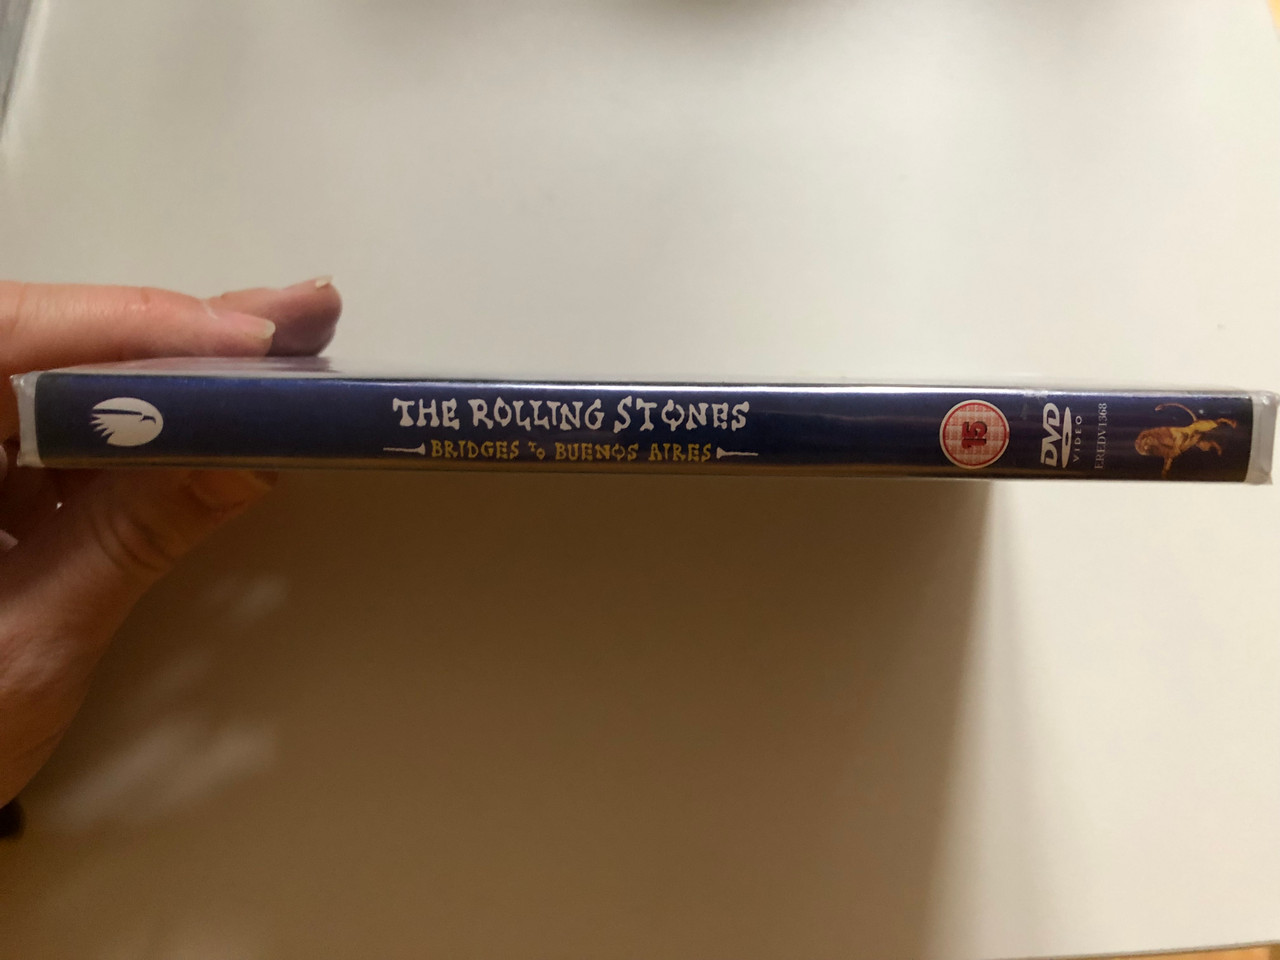 THE ROLLING STONES
BRIDGES TO BUENOS AIRES
15
DVD
VIDEO
EREDV1368